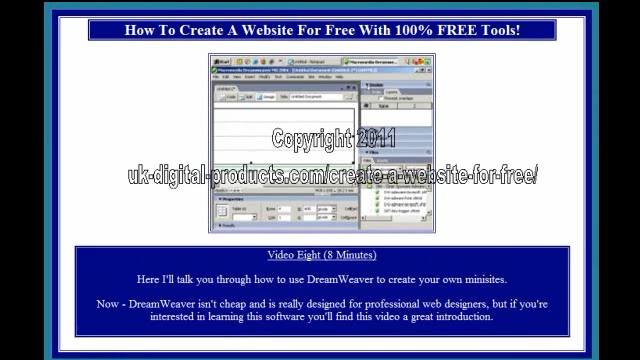 How To Create A Website For Free With 100% FREE Tools!
Copyright 2011
uk-digital-products.com/create-a-website-for-free/
Files
Properties
Video Eight (8 Minutes)
Here I'll talk you through how to use DreamWeaver to create your own minisites.
Now - DreamWeaver isn't cheap and is really designed for professional web designers, but if you're
interested in learning this software you'll find this video a great introduction.